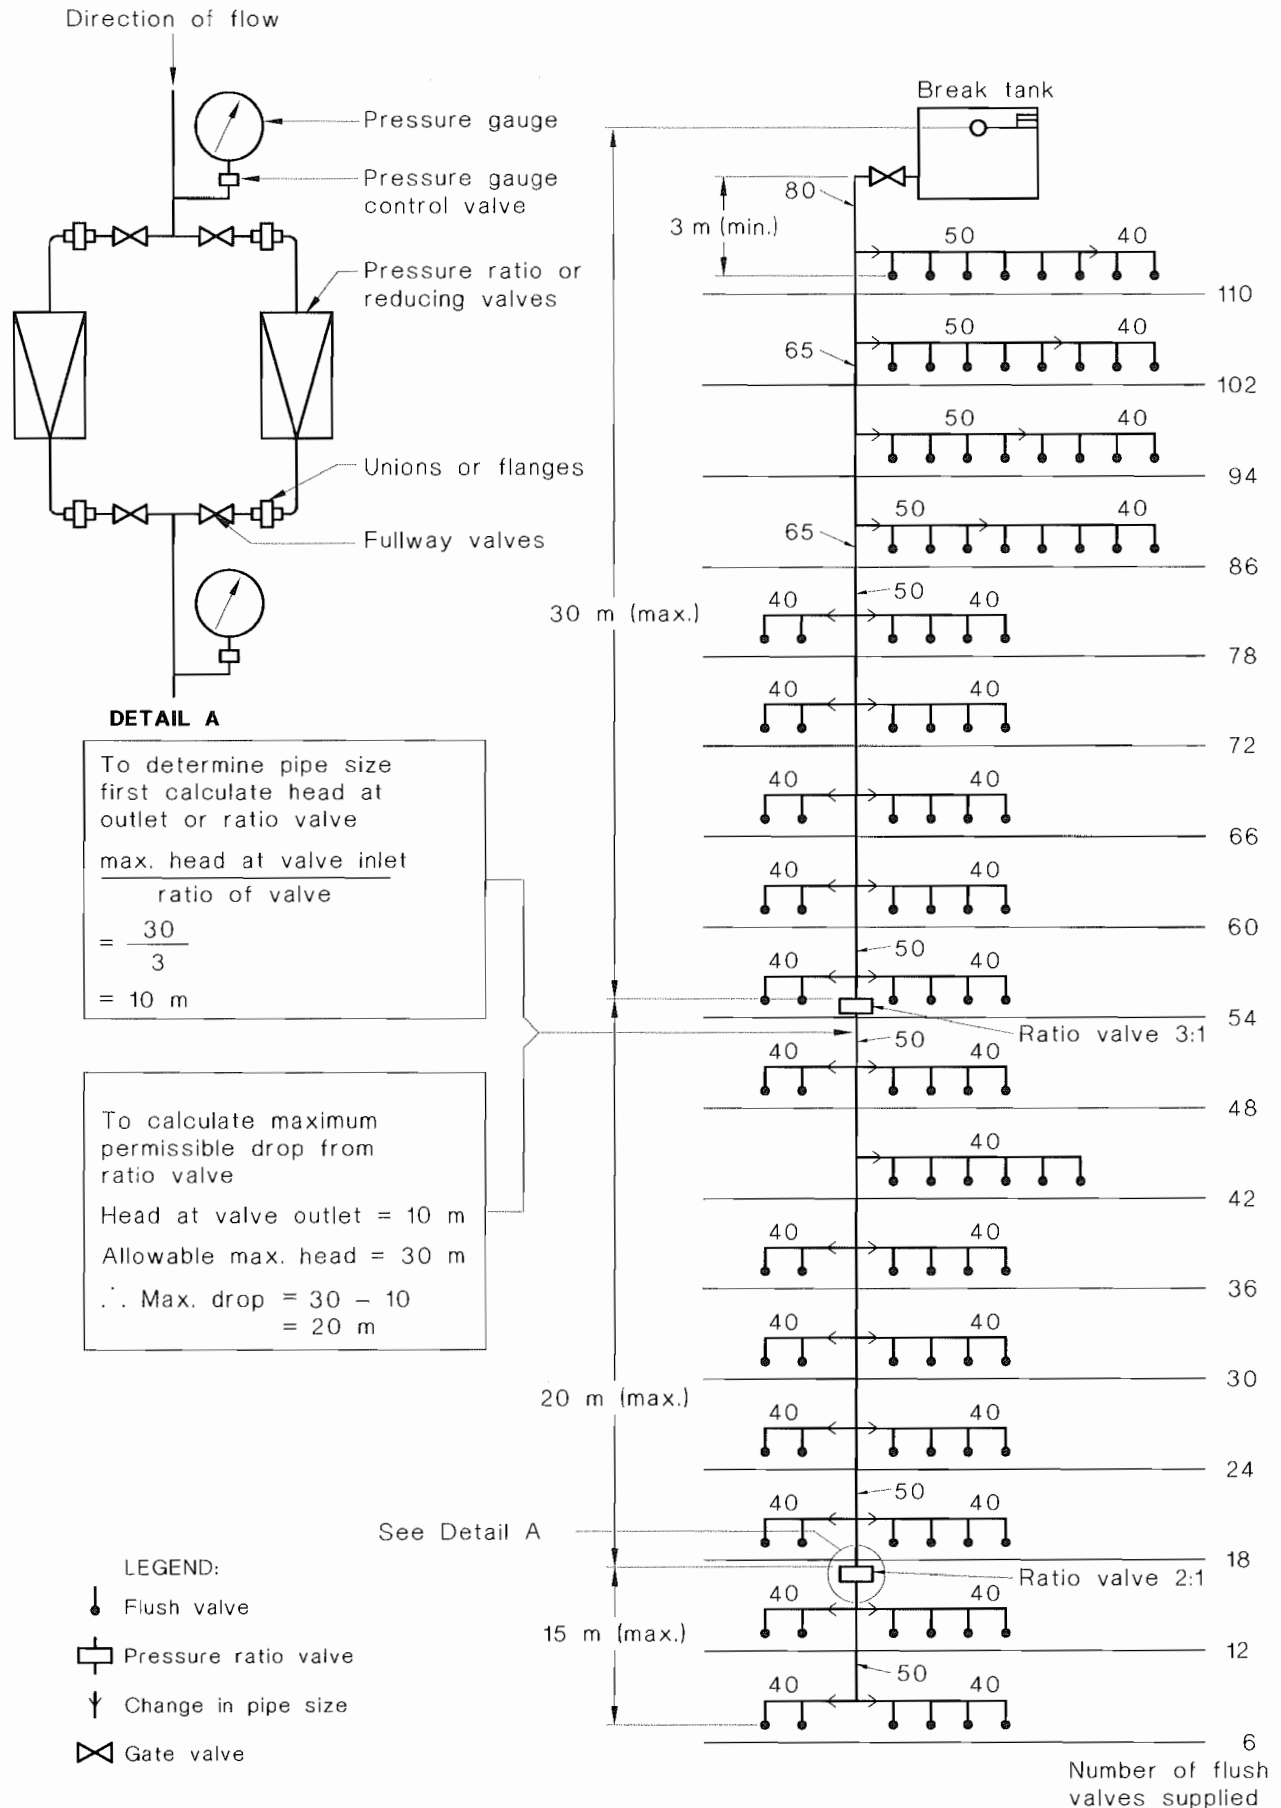 Direction of flow
Pressure gauge
Pressure gauge
control valve
Pressure ratio or
reducing valves
Unions or flanges
Fullway valves
DETAIL A
To determine pipe size
first calculate head at
outlet or ratio valve
max. head at valve inlet
ratio of valve
= 30
3
= 10 m
To calculate maximum
permissible drop from
ratio valve
Head at valve outlet = 10 m
Allowable max. head = 30 m
∴ Max. drop = 30 – 10
= 20 m
See Detail A
LEGEND:
Flush valve
Pressure ratio valve
Change in pipe size
Gate valve
Break tank
80
3 m (min.)
50 40
110
50 40
65
102
50 40
94
50 40
65
86
30 m (max.)
50
40 40
78
40 40
72
40 40
66
40 40
60
50
40 40
54
Ratio valve 3:1
50
40 40
48
40
42
40 40
36
40 40
30
20 m (max.)
40 40
24
50
40 40
18
Ratio valve 2:1
40 40
15 m (max.)
12
50
40 40
6
Number of flush
valves supplied